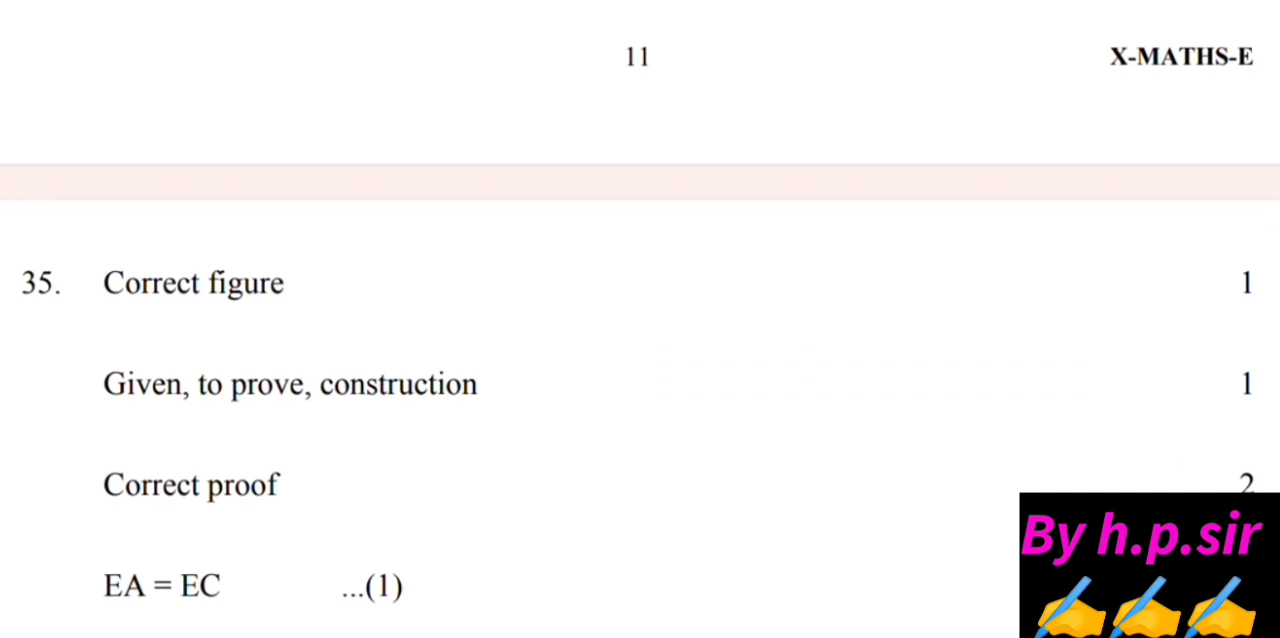 11 X-MATHS-E
35. Correct figure 1
Given, to prove, construction 1
Correct proof 2
EA = EC ...(1)
By h.p.sir